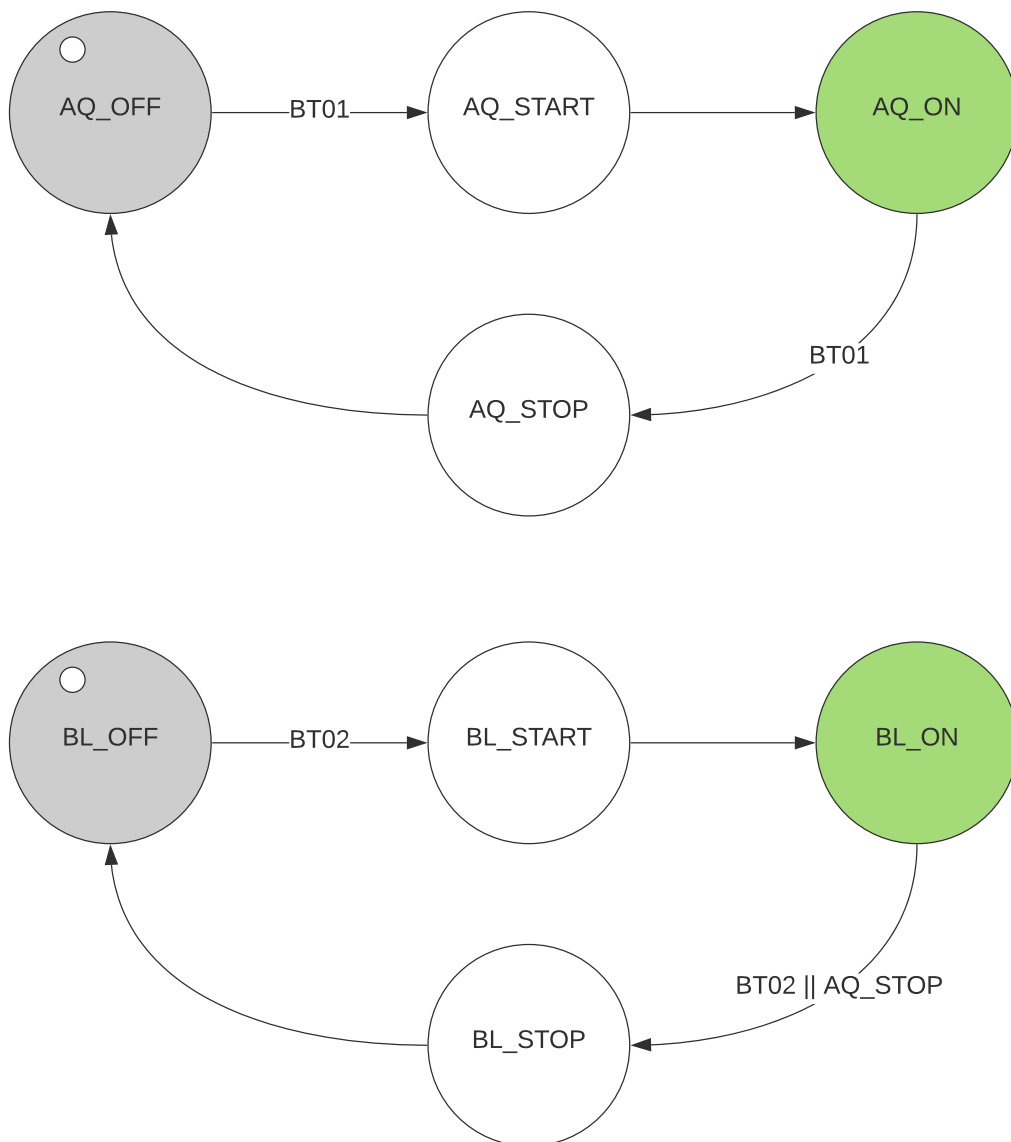 AQ_OFF
BT01
AQ_START
AQ_ON
BT01
AQ_STOP
BL_OFF
BT02
BL_START
BL_ON
BT02 || AQ_STOP
BL_STOP